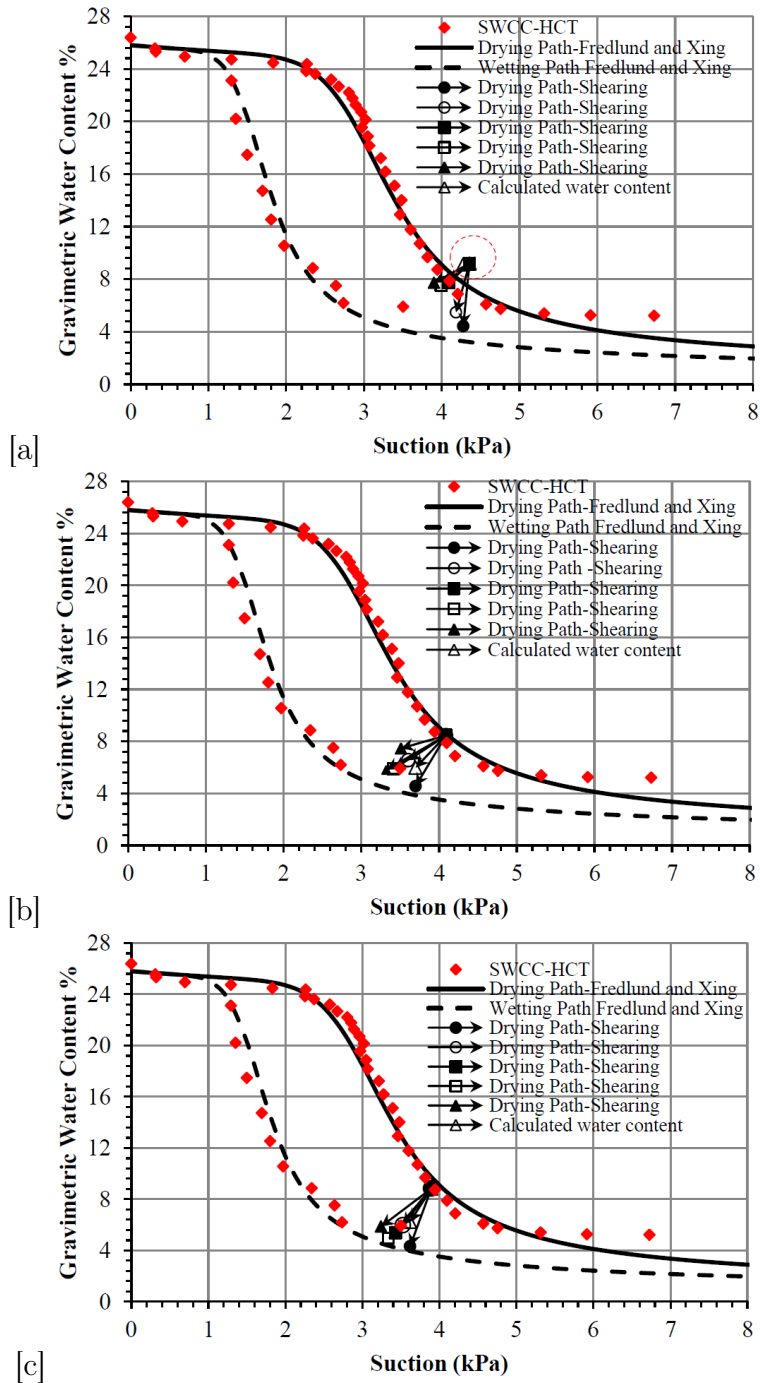 28
24
20
16
12
8
4
0
Gravimetric Water Content %
SWCC-HCT
Drying Path-Fredlund and Xing
Wetting Path Fredlund and Xing
Drying Path-Shearing
Drying Path-Shearing
Drying Path-Shearing
Drying Path-Shearing
Drying Path-Shearing
Calculated water content
0 1 2 3 4 5 6 7 8
Suction (kPa)
[a]
28
24
20
16
12
8
4
0
Gravimetric Water Content %
SWCC-HCT
Drying Path-Fredlund and Xing
Wetting Path Fredlund and Xing
Drying Path-Shearing
Drying Path -Shearing
Drying Path-Shearing
Drying Path-Shearing
Drying Path-Shearing
Calculated water content
0 1 2 3 4 5 6 7 8
Suction (kPa)
[b]
28
24
20
16
12
8
4
0
Gravimetric Water Content %
SWCC-HCT
Drying Path-Fredlund and Xing
Wetting Path Fredlund and Xing
Drying Path-Shearing
Drying Path-Shearing
Drying Path-Shearing
Drying Path-Shearing
Drying Path-Shearing
Calculated water content
0 1 2 3 4 5 6 7 8
Suction (kPa)
[c]